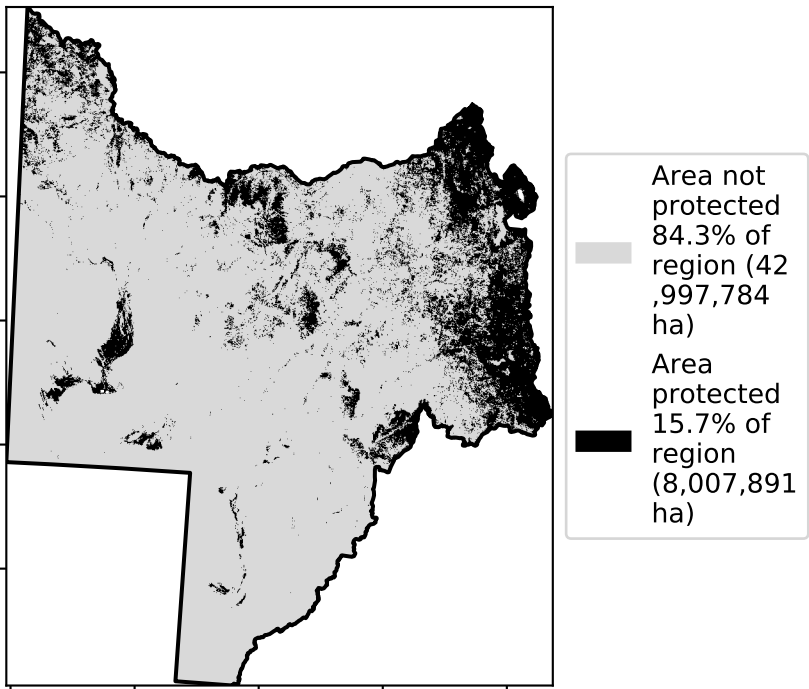 Area not
protected
84.3% of
region (42
,997,784
ha)
Area
protected
15.7% of
region
(8,007,891
ha)